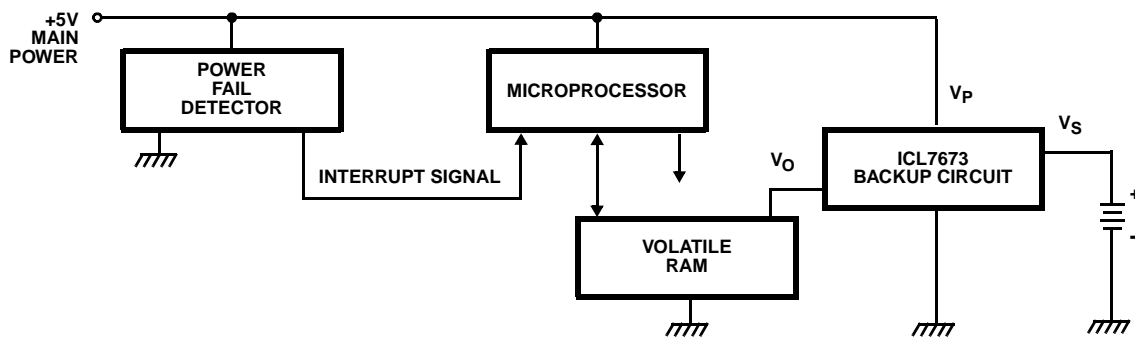 +5V
MAIN
POWER
POWER
FAIL
DETECTOR
MICROPROCESSOR
VP
VS
ICL7673
BACKUP CIRCUIT
VO
INTERRUPT SIGNAL
+
-
VOLATILE
RAM